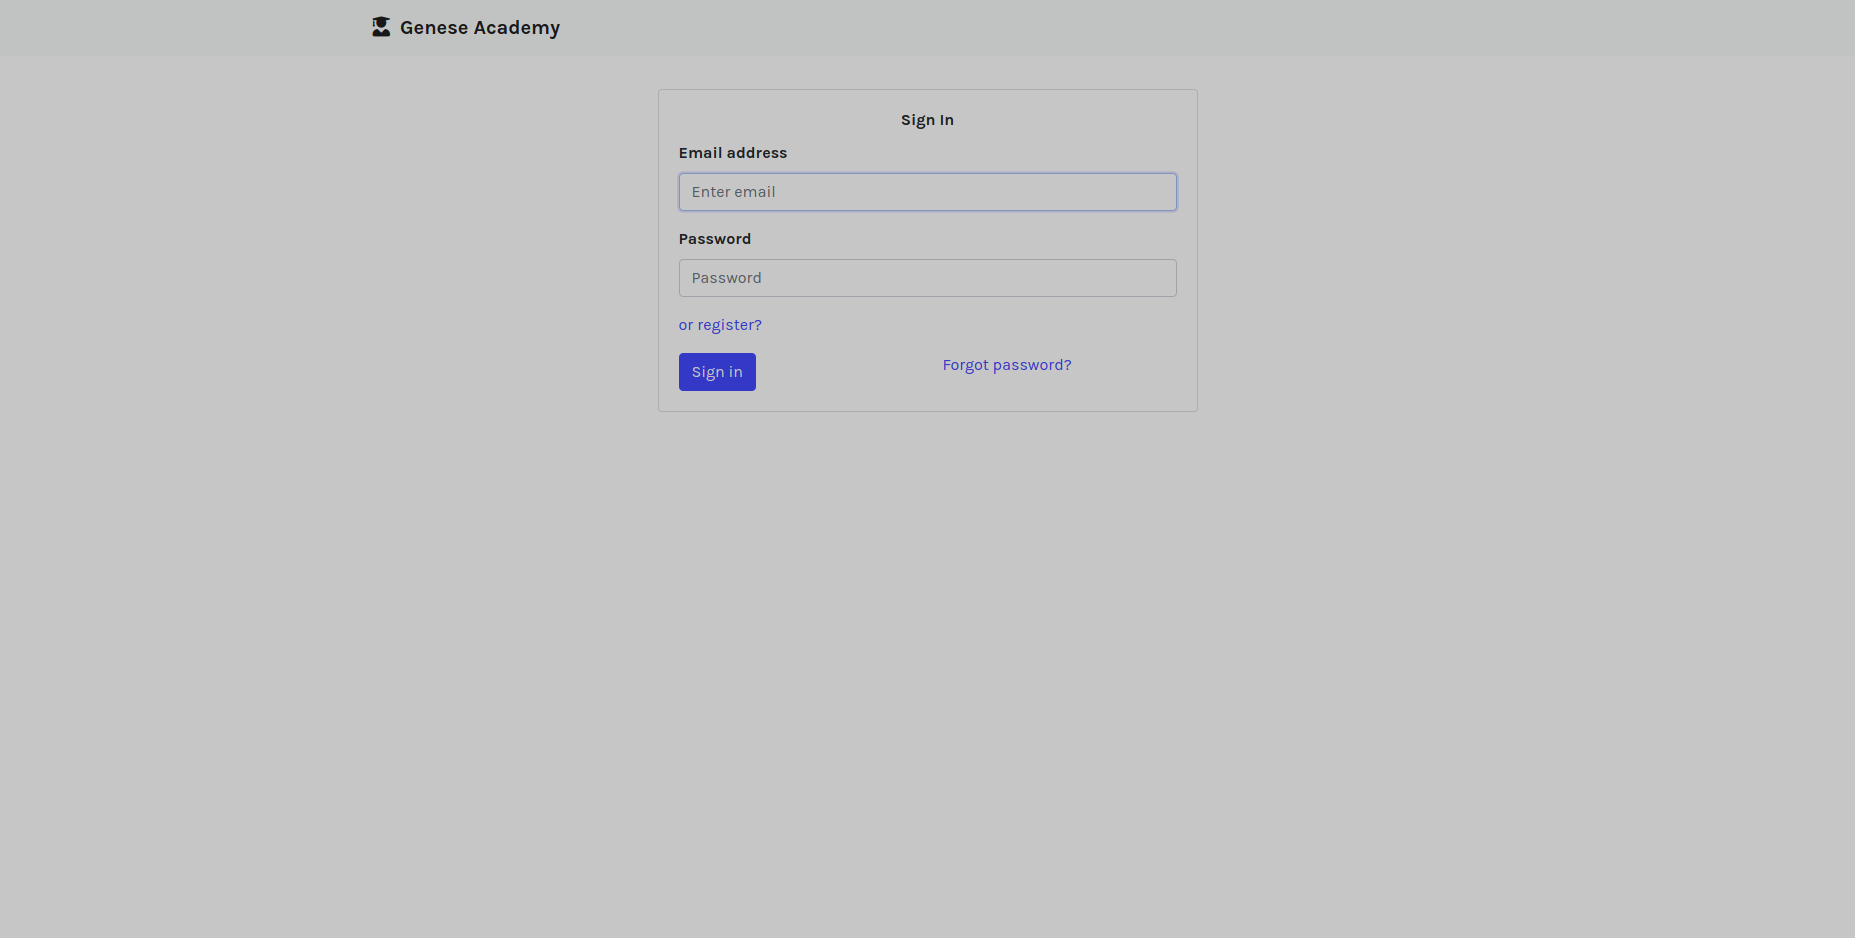 Genese Academy
Sign In
Email address
Enter email
Password
Password
or register?
Sign in
Forgot password?